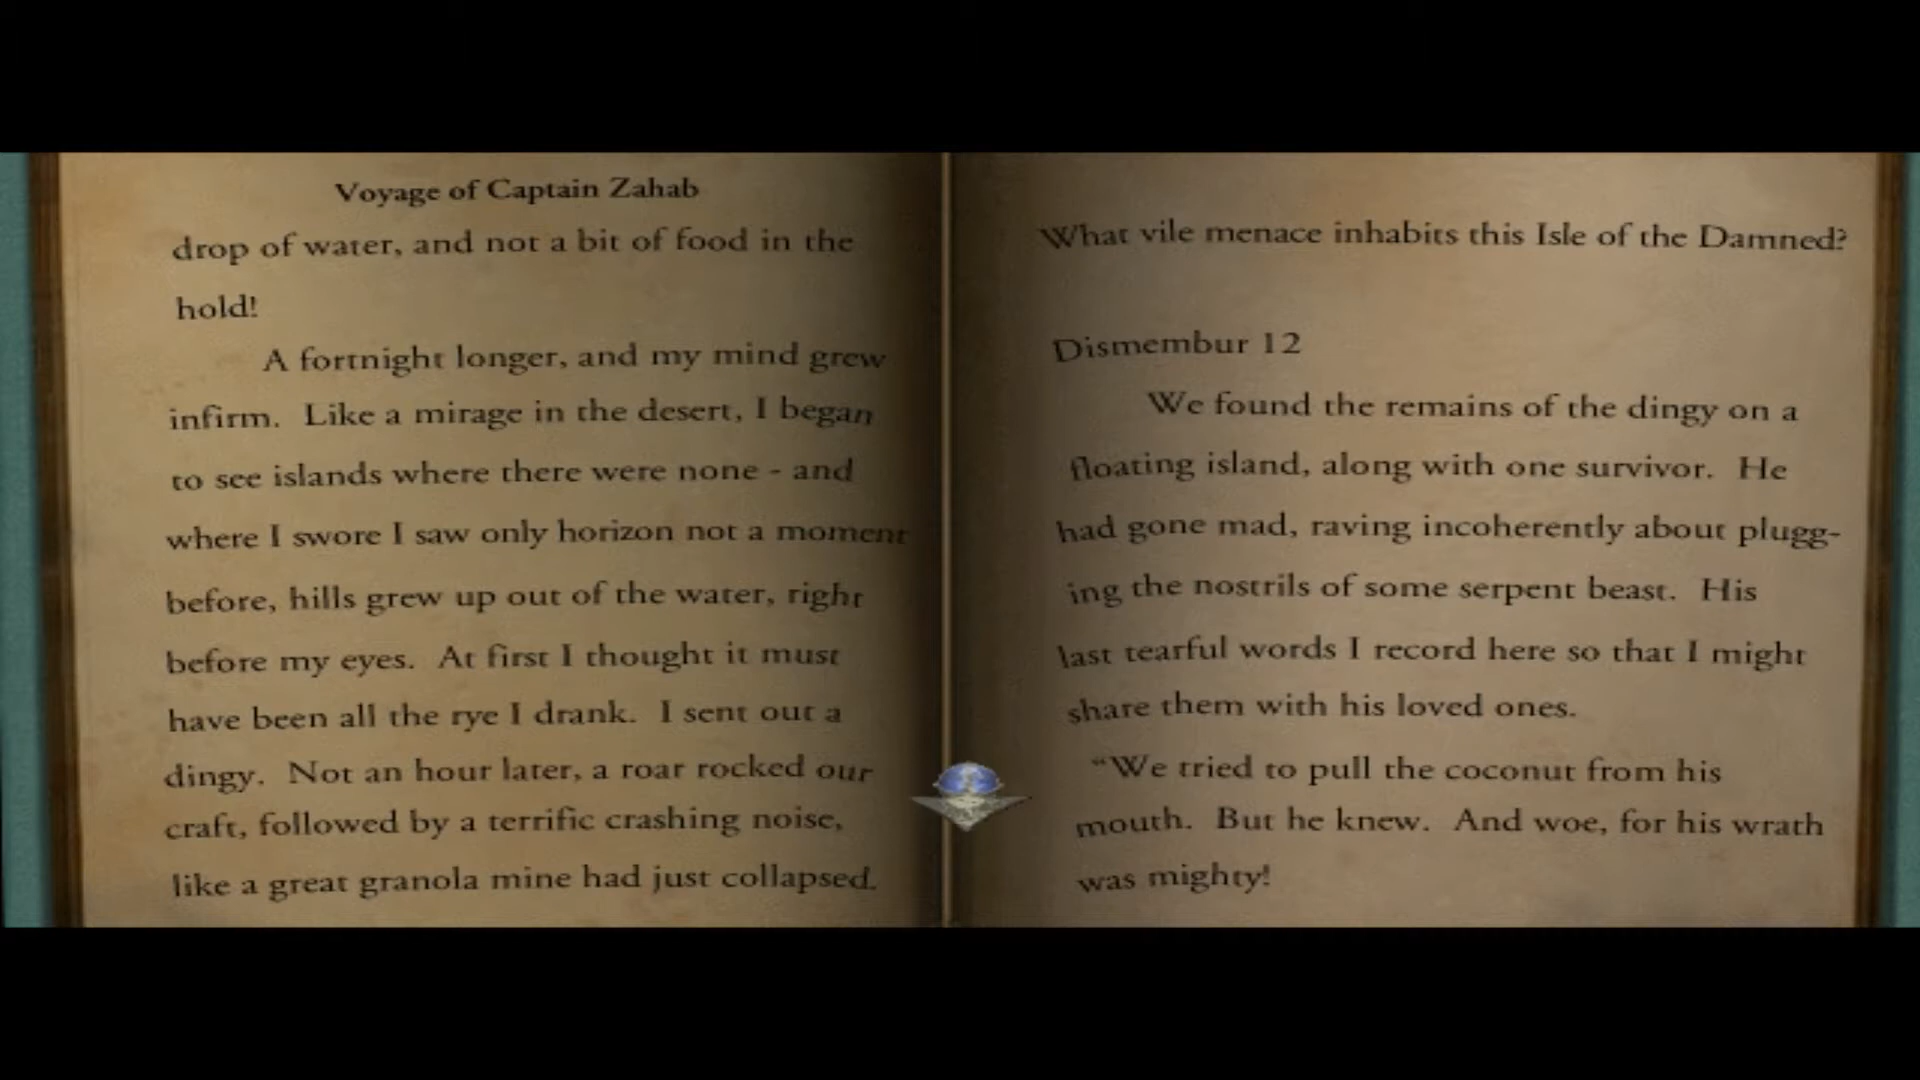 Voyage of Captain Zahab
drop of water, and not a bit of food in the
hold!
A fortnight longer, and my mind grew
infirm. Like a mirage in the desert, I began
to see islands where there were none - and
where I swore I saw only horizon not a moment
before, hills grew up out of the water, right
before my eyes. At first I thought it must
have been all the rye I drank. I sent out a
dingy. Not an hour later, a roar rocked our
craft, followed by a terrific crashing noise,
like a great granola mine had just collapsed.
What vile menace inhabits this Isle of the Damned?
Dismembur 12
We found the remains of the dingy on a
floating island, along with one survivor. He
had gone mad, raving incoherently about plugg-
ing the nostrils of some serpent beast. His
last tearful words I record here so that I might
share them with his loved ones.
"We tried to pull the coconut from his
mouth. But he knew. And woe, for his wrath
was mighty!